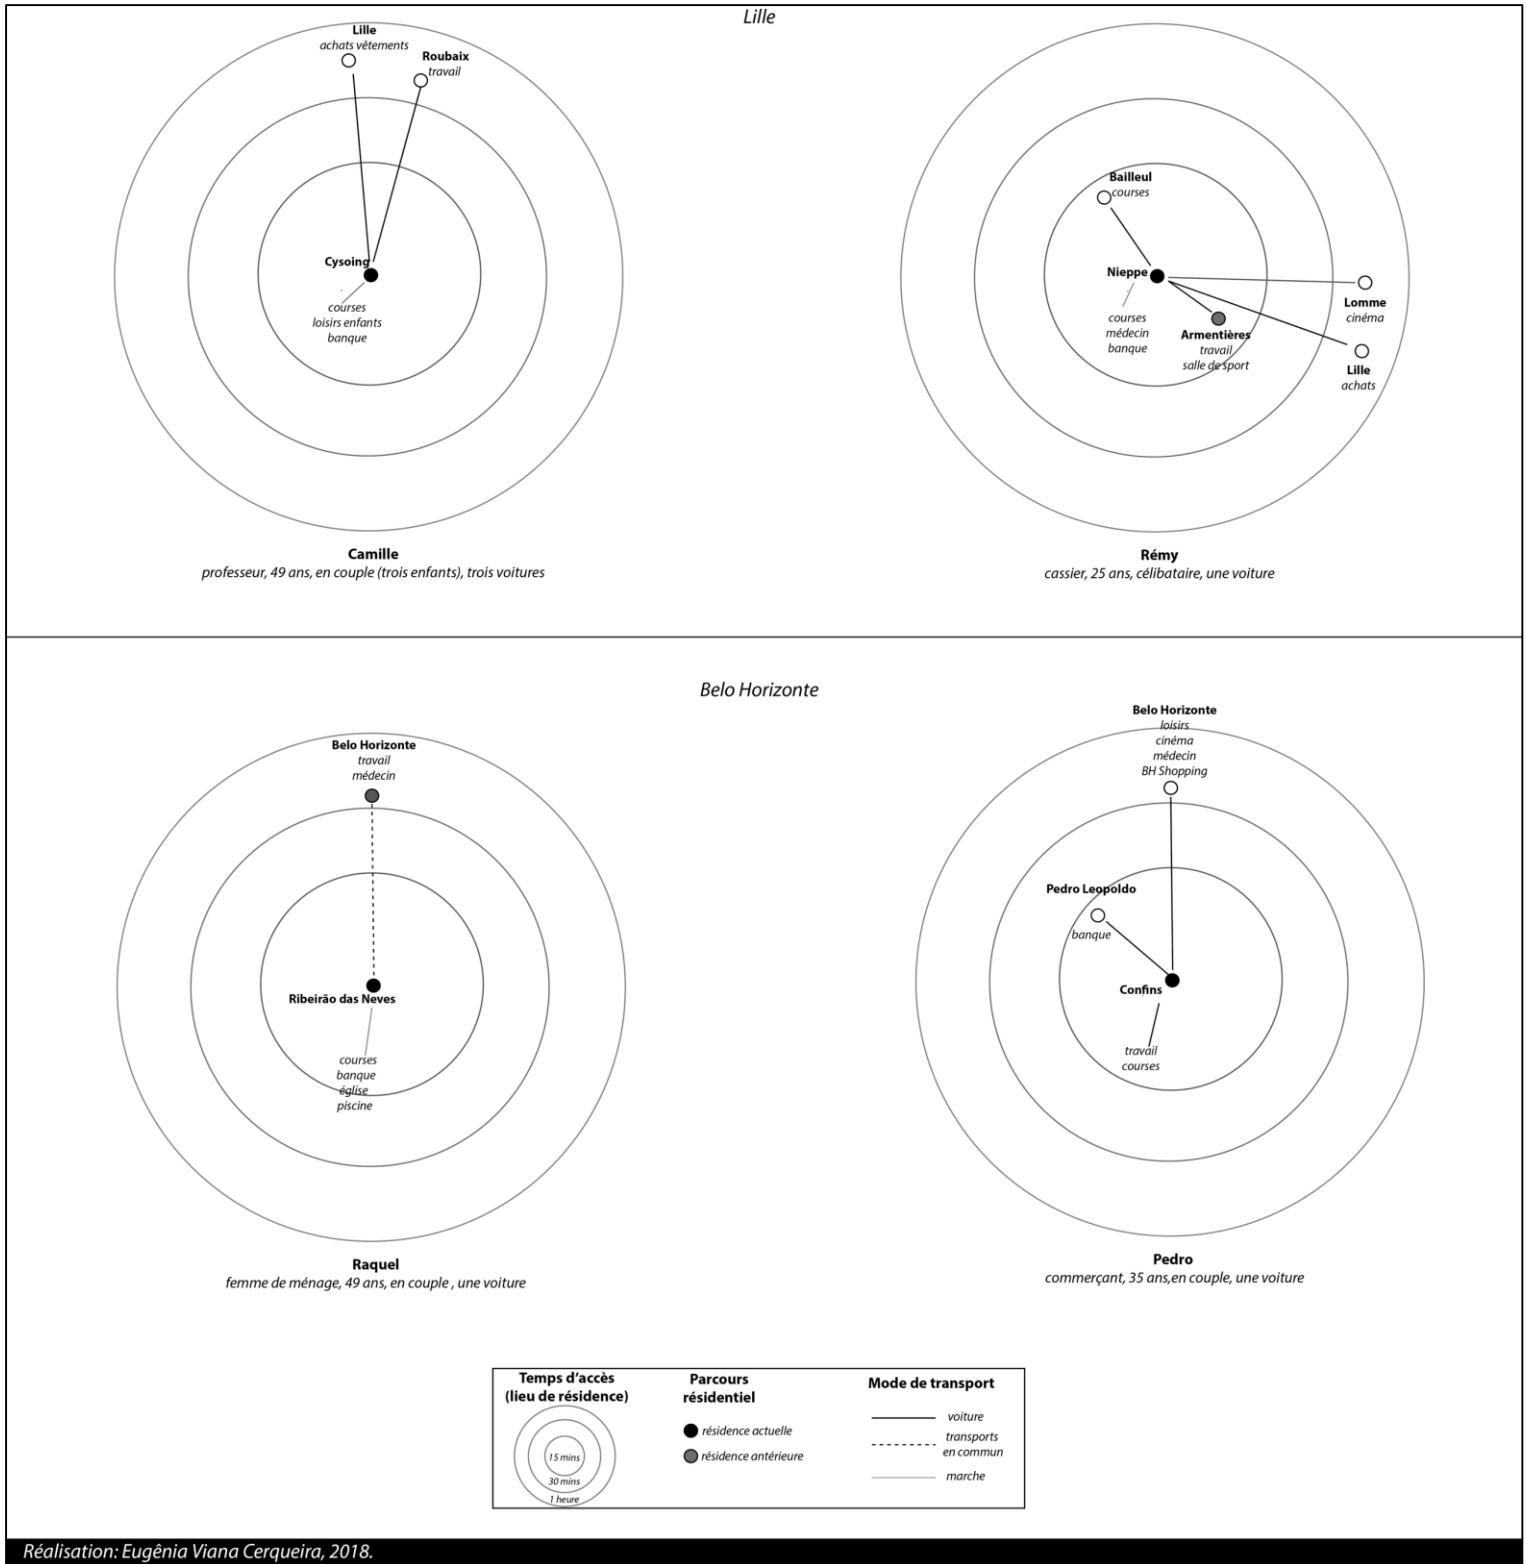 Lille
Lille
achats vêtements
Roubaix
travail
Cysoing
courses
loisirs enfants
banque
Camille
professeur, 49 ans, en couple (trois enfants), trois voitures
Bailleul
courses
Nieppe
courses
médecin
banque
Armentières
travail
salle de sport
Lomme
cinéma
Lille
achats
Rémy
cassier, 25 ans, célibataire, une voiture
Belo Horizonte
Belo Horizonte
travail
médecin
Ribeirão das Neves
courses
banque
église
piscine
Raquel
femme de ménage, 49 ans, en couple , une voiture
Belo Horizonte
loisirs
cinéma
médecin
BH Shopping
Pedro Leopoldo
banque
Confins
travail
courses
Pedro
commerçant, 35 ans,en couple, une voiture
Temps d'accès
(lieu de résidence)
15 mins
30 mins
1 heure
Parcours
résidentiel
résidence actuelle
résidence antérieure
Mode de transport
voiture
transports
en commun
marche
Réalisation: Eugênia Viana Cerqueira, 2018.